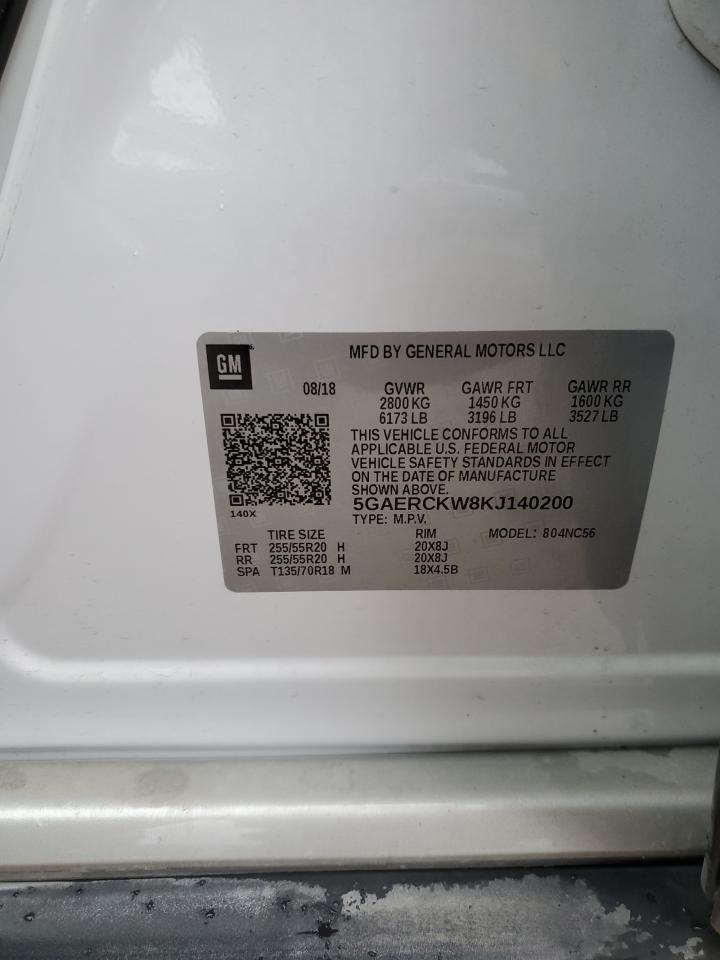 GM
MFD BY GENERAL MOTORS LLC
08/18 GVWR GAWR FRT GAWR RR
2800 KG 1450 KG 1600 KG
6173 LB 3196 LB 3527 LB
THIS VEHICLE CONFORMS TO ALL
APPLICABLE U.S. FEDERAL MOTOR
VEHICLE SAFETY STANDARDS IN EFFECT
ON THE DATE OF MANUFACTURE
SHOWN ABOVE.
140X
5GAERCKW8KJ140200
TYPE: M.P.V.
TIRE SIZE RIM MODEL: 804NC56
FRT 255/55R20 H 20X8J
RR 255/55R20 H 20X8J
SPA T135/70R18 M 18X4.5B